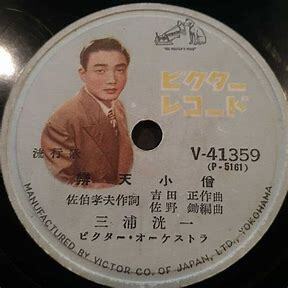 "HIS MASTER'S VOICE"
ビクター
レコード
流行歌
V-41359
(P-5161)
辨天小僧
佐伯孝夫作詞
吉田正作曲
佐野鋤編曲
三浦洸一
ビクター・オーケストラ
MANUFACTURED BY VICTOR CO. OF JAPAN, LTD., YOKOHAMA